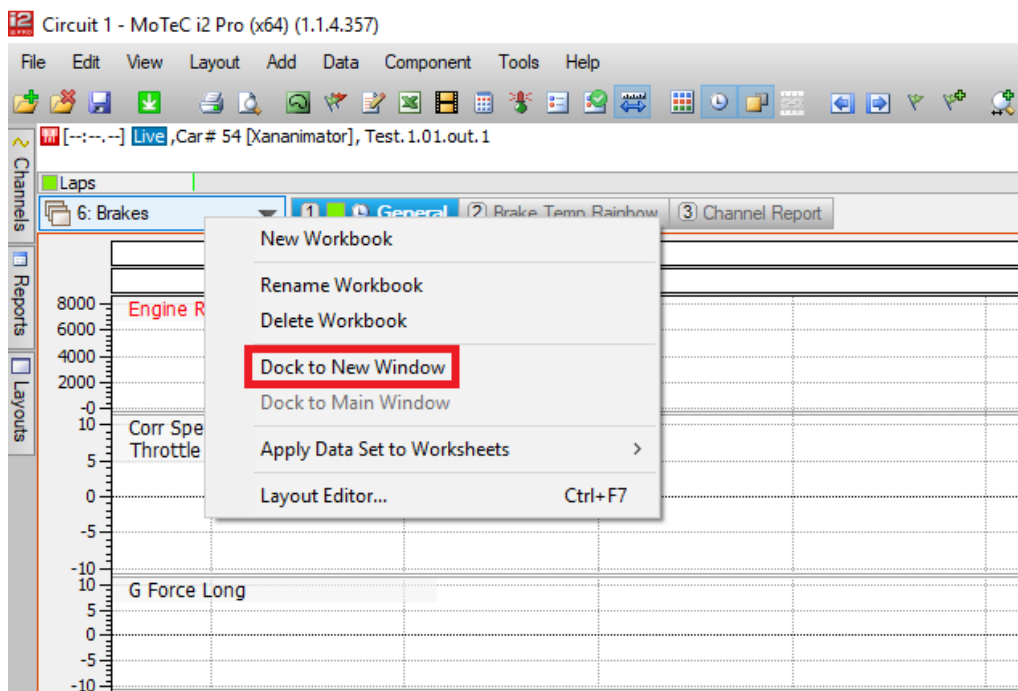 i2
PRO
Circuit 1 - MoTeC i2 Pro (x64) (1.1.4.357)
File Edit View Layout Add Data Component Tools Help
[--:--.--] Live ,Car# 54 [Xananimator], Test.1.01.out.1
Channels
Reports
Layouts
Laps
6: Brakes
1 General 2 Brake Temp Rainbow 3 Channel Report
New Workbook
Rename Workbook
Delete Workbook
Dock to New Window
Dock to Main Window
Apply Data Set to Worksheets >
Layout Editor... Ctrl+F7
8000
Engine R
6000
4000
2000
-0
10
Corr Spe
Throttle
5
0
-5
-10
10
G Force Long
5
0
-5
-10